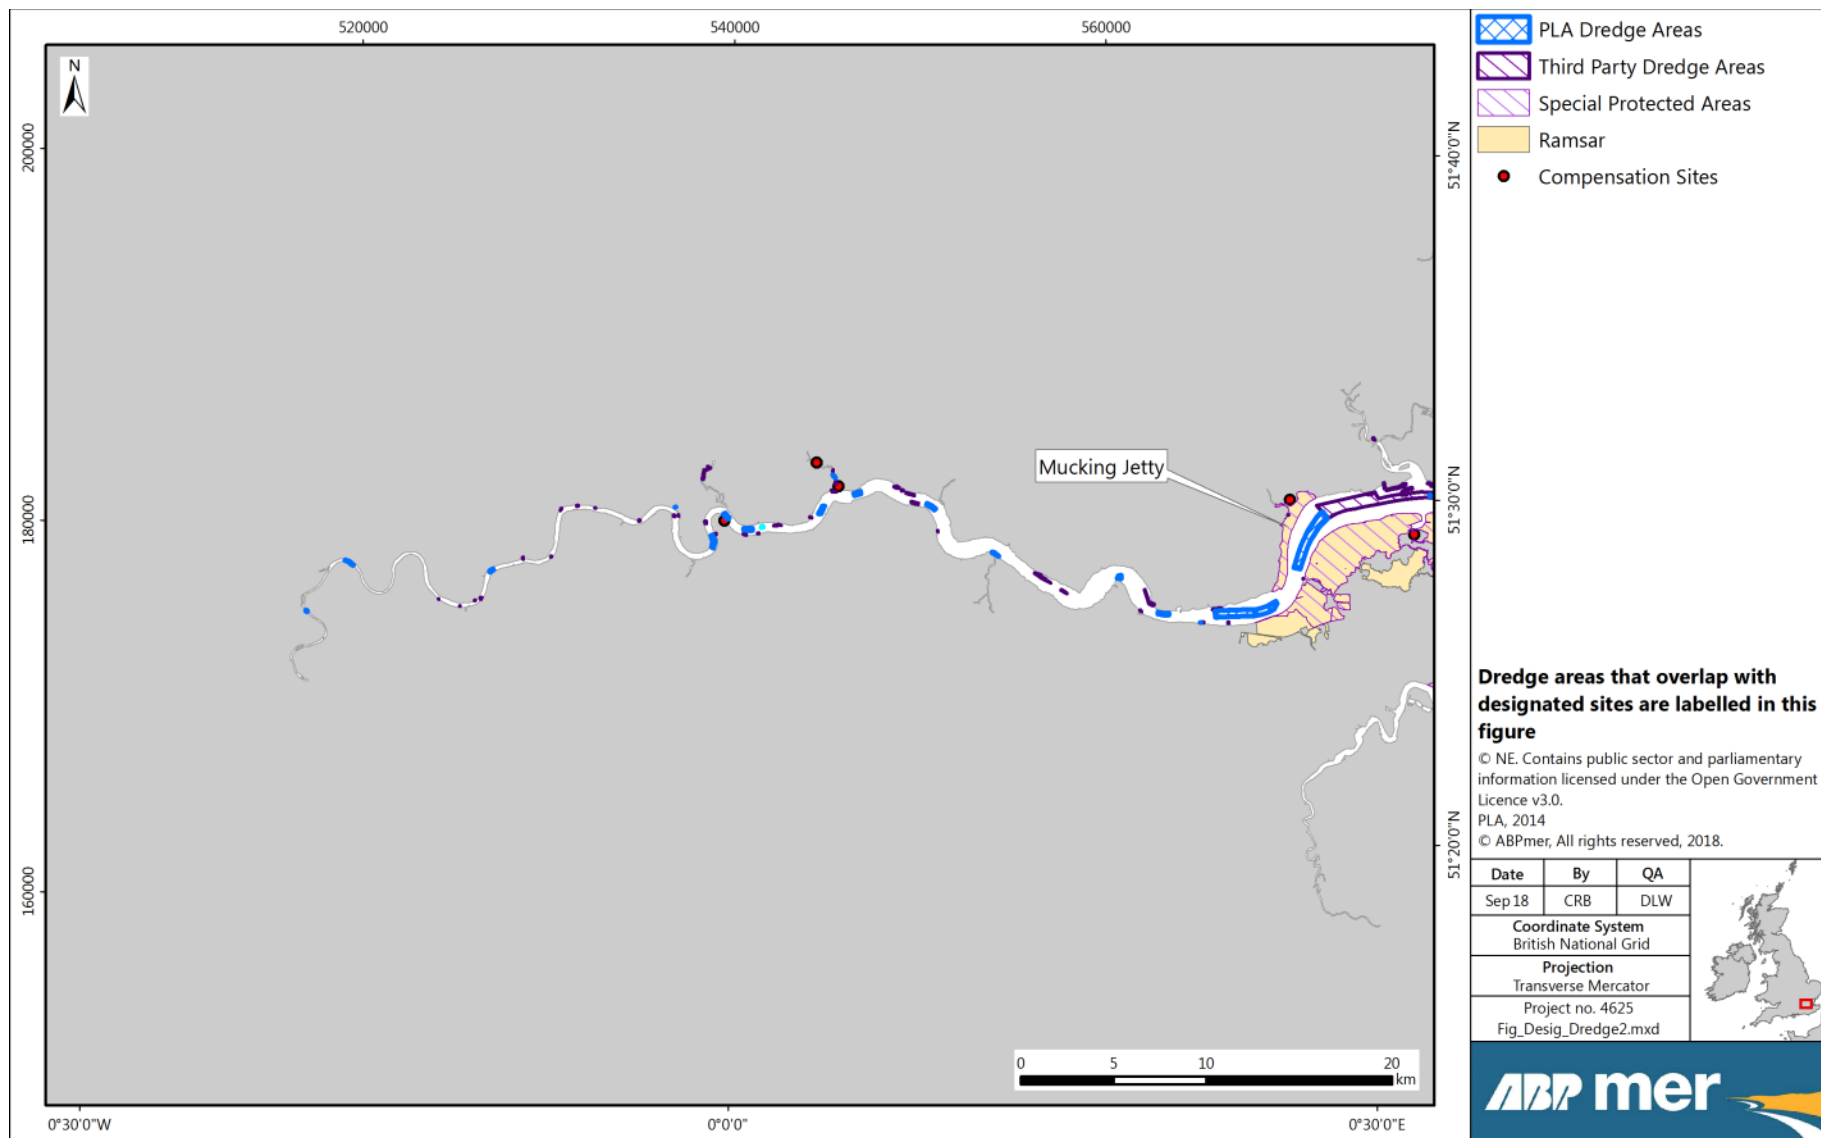 520000
540000
560000
N
200000
180000
160000
51°40'0"N
51°30'0"N
51°20'0"N
Mucking Jetty
0
5
10
20
km
0°30'0"W
0°0'0"
0°30'0"E
PLA Dredge Areas
Third Party Dredge Areas
Special Protected Areas
Ramsar
Compensation Sites
Dredge areas that overlap with
designated sites are labelled in this
figure
© NE. Contains public sector and parliamentary
information licensed under the Open Government
Licence v3.0.
PLA, 2014
© ABPmer, All rights reserved, 2018.
Date By QA
Sep 18 CRB DLW
Coordinate System
British National Grid
Projection
Transverse Mercator
Project no. 4625
Fig_Desig_Dredge2.mxd
ABP mer